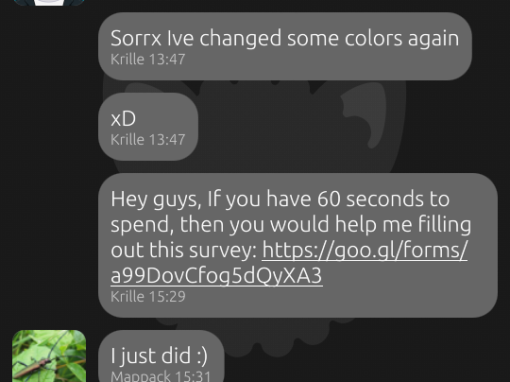 Sorrx Ive changed some colors again
Krille 13:47
xD
Krille 13:47
Hey guys, If you have 60 seconds to
spend, then you would help me filling
out this survey: https://goo.gl/forms/
a99DovCfog5dQyXA3
Krille 15:29
I just did :)
Mappack 15:31